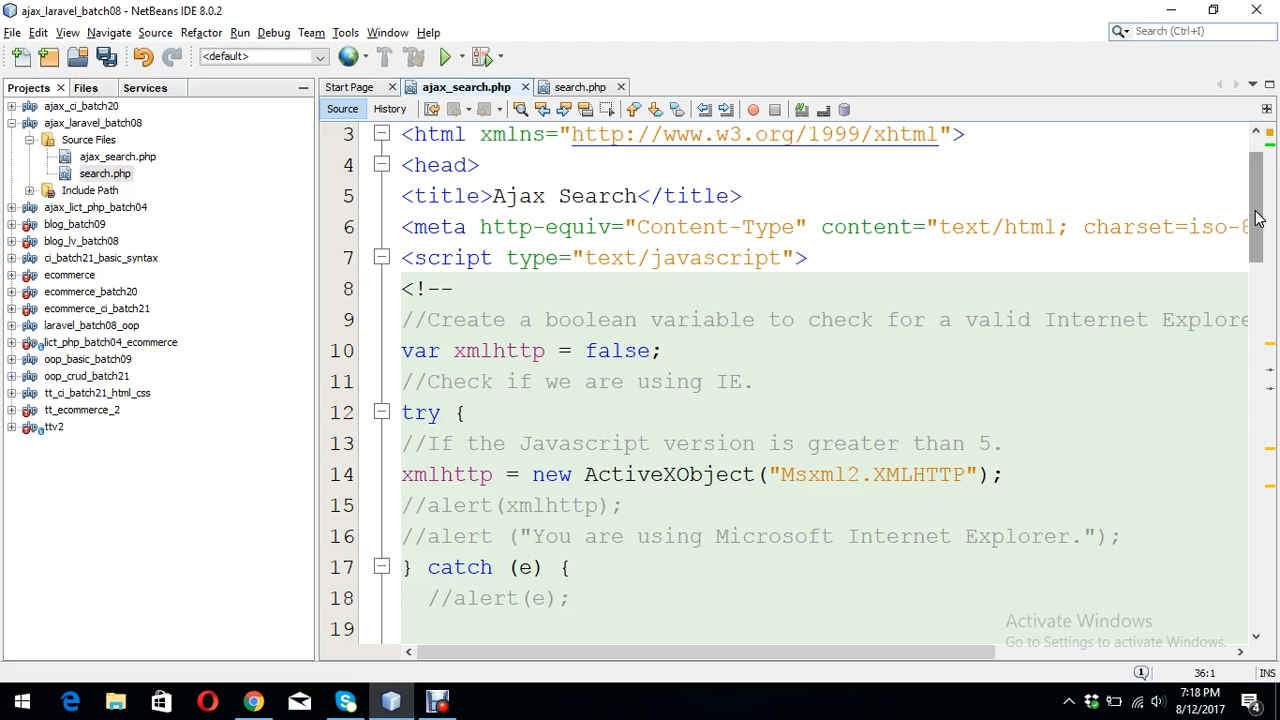 ajax_laravel_batch08 - NetBeans IDE 8.0.2
File Edit View Navigate Source Refactor Run Debug Team Tools Window Help
Search (Ctrl+I)
<default>
Projects Files Services
Start Page ajax_search.php search.php
Source History
ajax_ci_batch20
ajax_laravel_batch08
Source Files
ajax_search.php
search.php
Include Path
ajax_lict_php_batch04
blog_batch09
blog_lv_batch08
ci_batch21_basic_syntax
ecommerce
ecommerce_batch20
ecommerce_ci_batch21
laravel_batch08_oop
lict_php_batch04_ecommerce
oop_basic_batch09
oop_crud_batch21
tt_ci_batch21_html_css
tt_ecommerce_2
ttv2
3 <html xmlns="http://www.w3.org/1999/xhtml">
4 <head>
5 <title>Ajax Search</title>
6 <meta http-equiv="Content-Type" content="text/html; charset=iso-8
7 <script type="text/javascript">
8 <!--
9 //Create a boolean variable to check for a valid Internet Explore
10 var xmlhttp = false;
11 //Check if we are using IE.
12 try {
13 //If the Javascript version is greater than 5.
14 xmlhttp = new ActiveXObject("Msxml2.XMLHTTP");
15 //alert(xmlhttp);
16 //alert ("You are using Microsoft Internet Explorer.");
17 } catch (e) {
18 //alert(e);
19
Activate Windows
Go to Settings to activate Windows.
1 36:1 INS
7:18 PM
8/12/2017
4